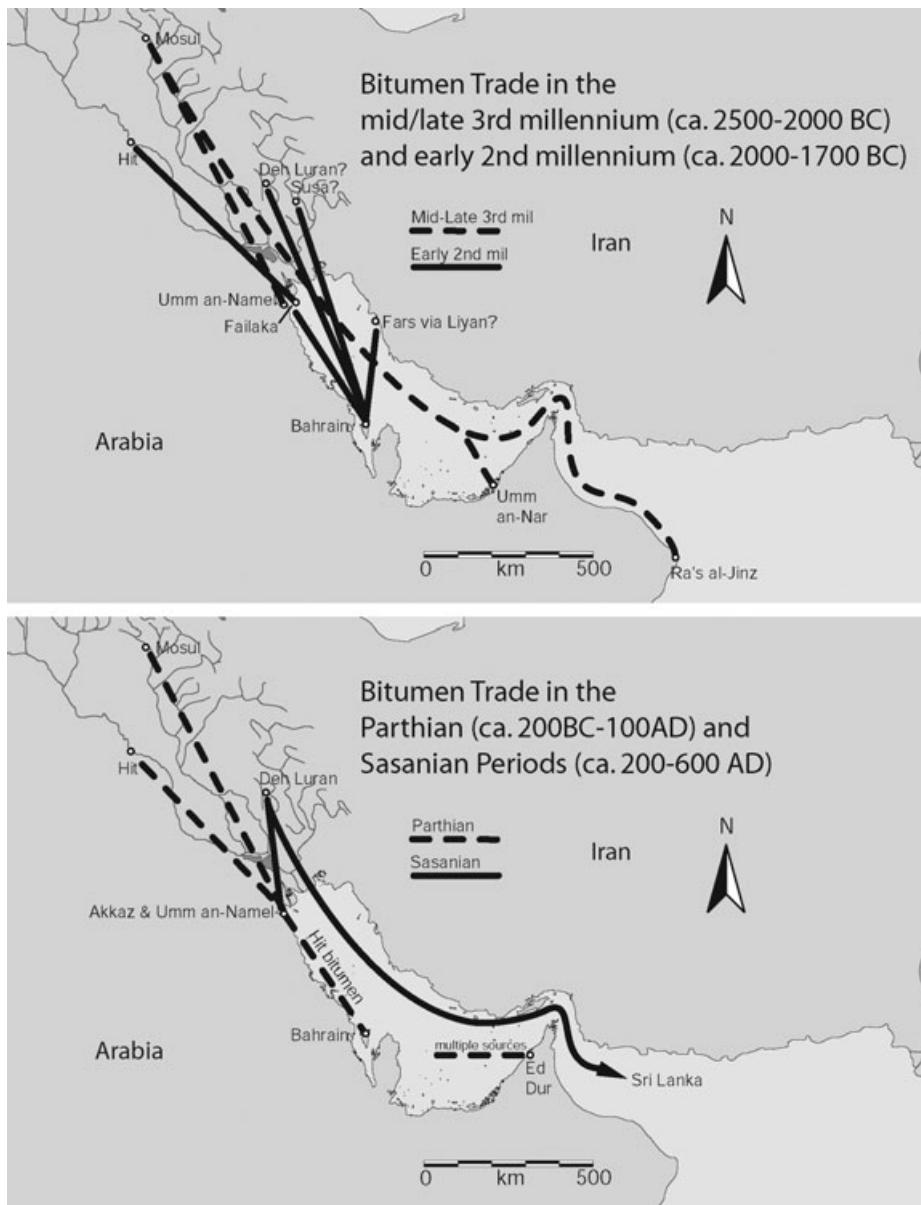 Mosul
Bitumen Trade in the
mid/late 3rd millennium (ca. 2500-2000 BC)
and early 2nd millennium (ca. 2000-1700 BC)
Hit
Deh Luran?
Susa?
Mid-Late 3rd mil
Early 2nd mil
Iran
N
Umm an-Namel
Failaka
Fars via Liyan?
Bahrain
Arabia
Umm
an-Nar
0 km 500
Ra's al-Jinz
Mosul
Bitumen Trade in the
Parthian (ca. 200BC-100AD) and
Sasanian Periods (ca. 200-600 AD)
Hit
Deh Luran
Parthian
Sasanian
Iran
N
Akkaz & Umm an-Namel
Hit bitumen
Bahrain
Arabia
multiple sources
Ed
Dur
Sri Lanka
0 km 500